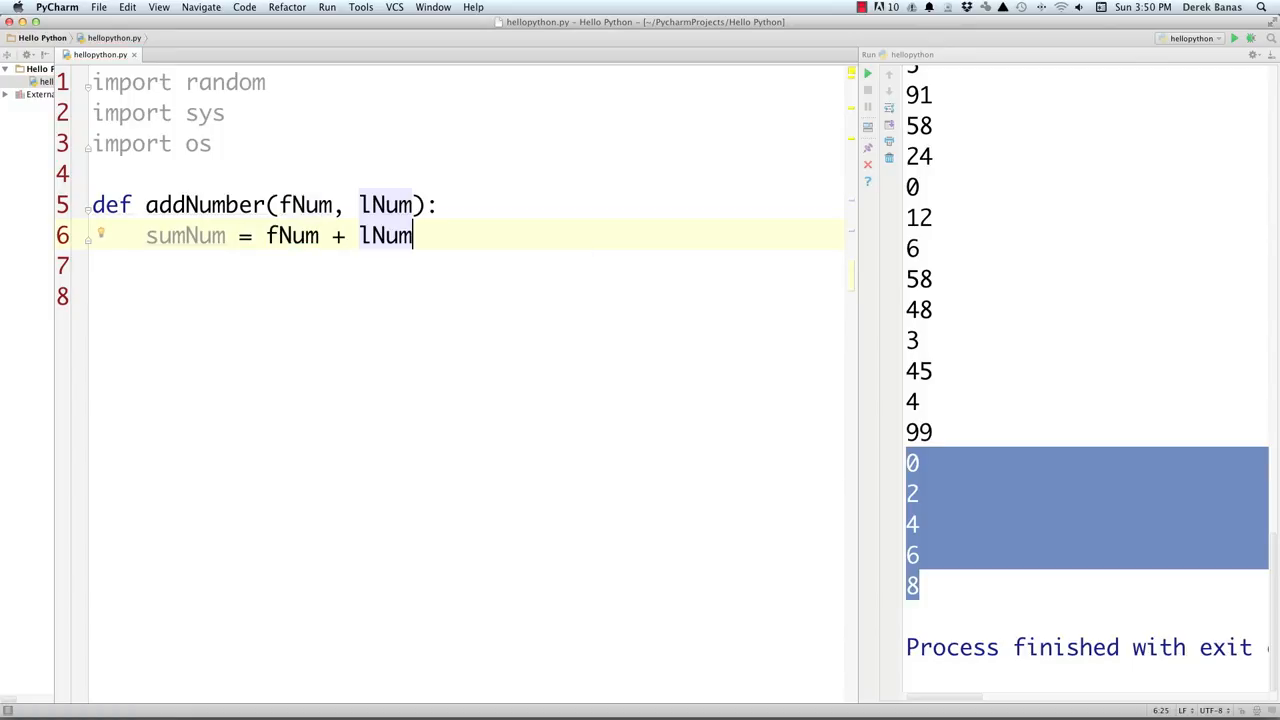 PyCharm File Edit View Navigate Code Refactor Run Tools VCS Window Help 10 Sun 3:50 PM Derek Banas
hellopython.py - Hello Python - [~/PycharmProjects/Hello Python]
Hello Python hellopython.py hellopython
hellopython.py Run hellopython
Hello P
hell
Externa
1 import random
2 import sys
3 import os
4
5 def addNumber(fNum, lNum):
6 sumNum = fNum + lNum
7
8
91
58
24
0
12
6
58
48
3
45
4
99
0
2
4
6
8
Process finished with exit
6:25 LF UTF-8